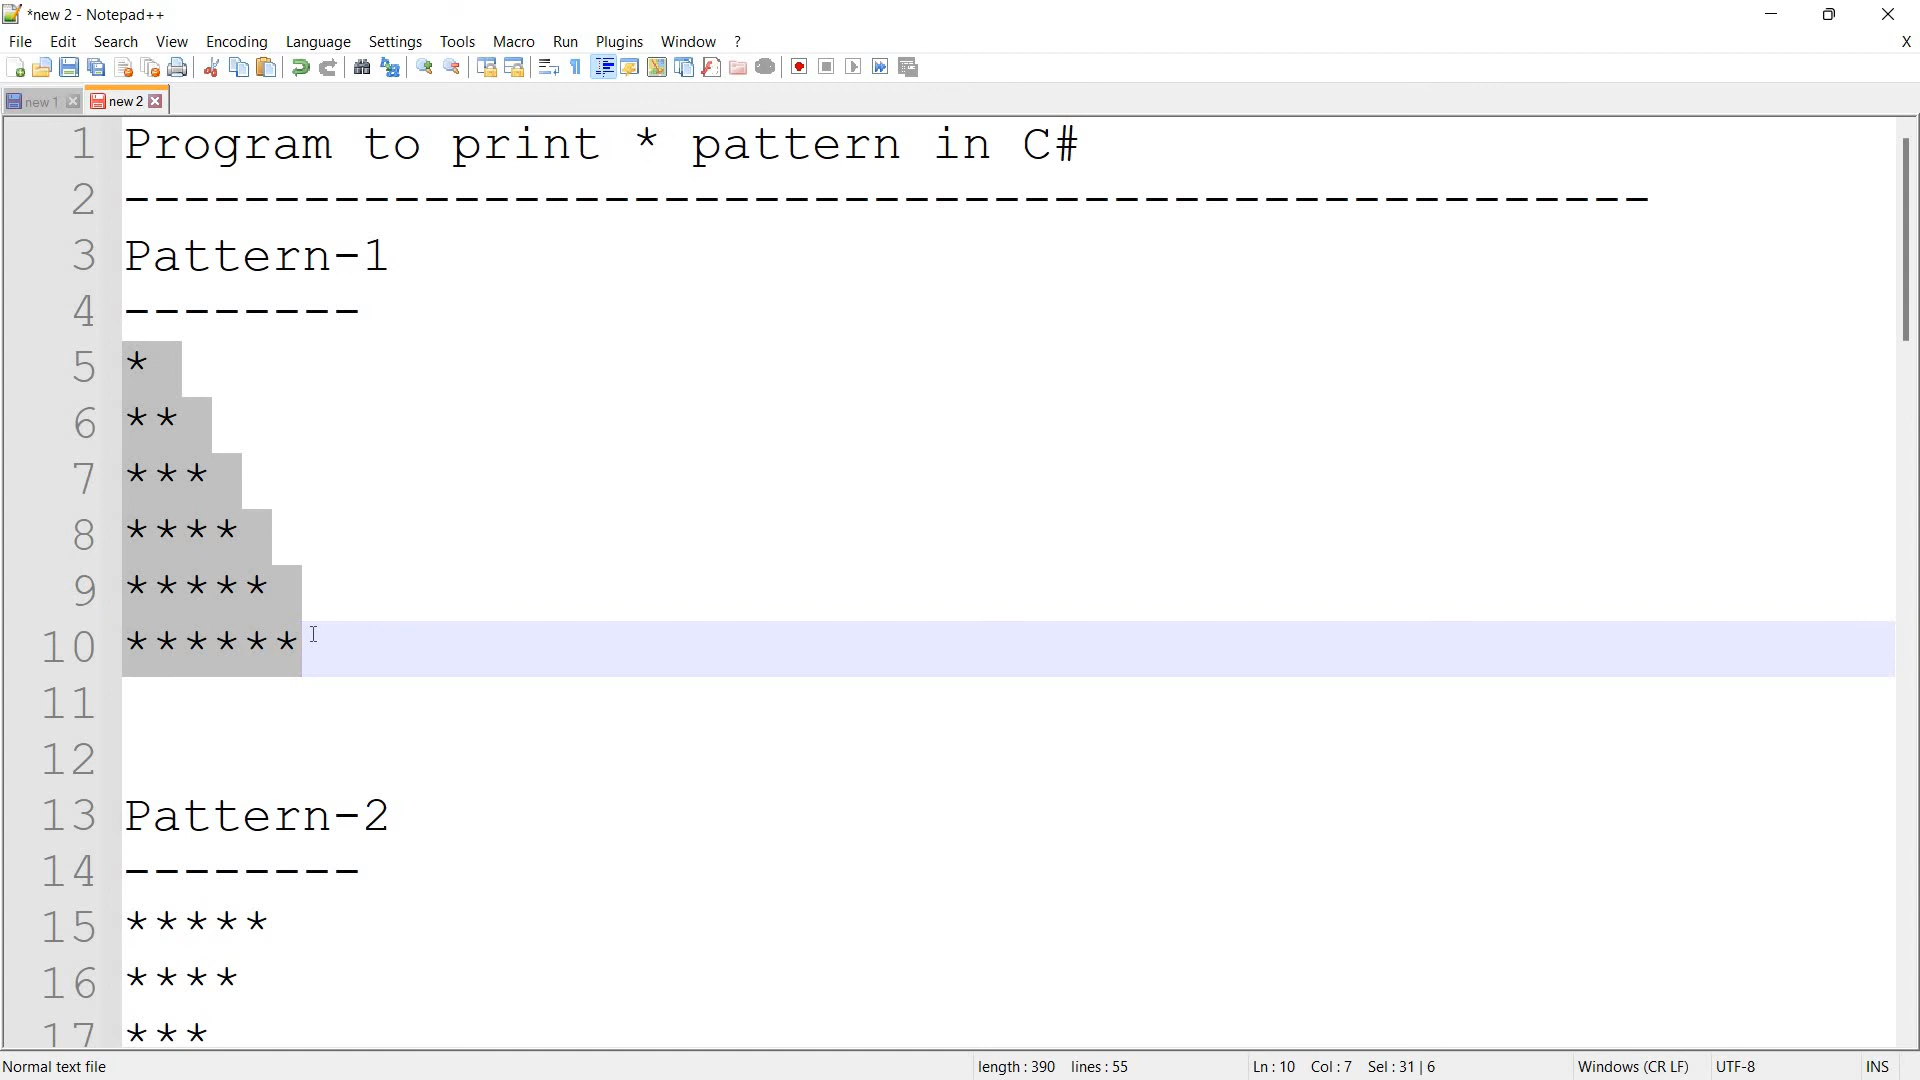 *new 2 - Notepad++
File Edit Search View Encoding Language Settings Tools Macro Run Plugins Window ? X
new 1 new 2
1 Program to print * pattern in C#
2 ---------------------------------------------------
3 Pattern-1
4 --------
5 *
6 **
7 ***
8 ****
9 *****
10 ******
11
12
13 Pattern-2
14 --------
15 *****
16 ****
17 ***
Normal text file length : 390 lines : 55 Ln : 10 Col : 7 Sel : 31 | 6 Windows (CR LF) UTF-8 INS